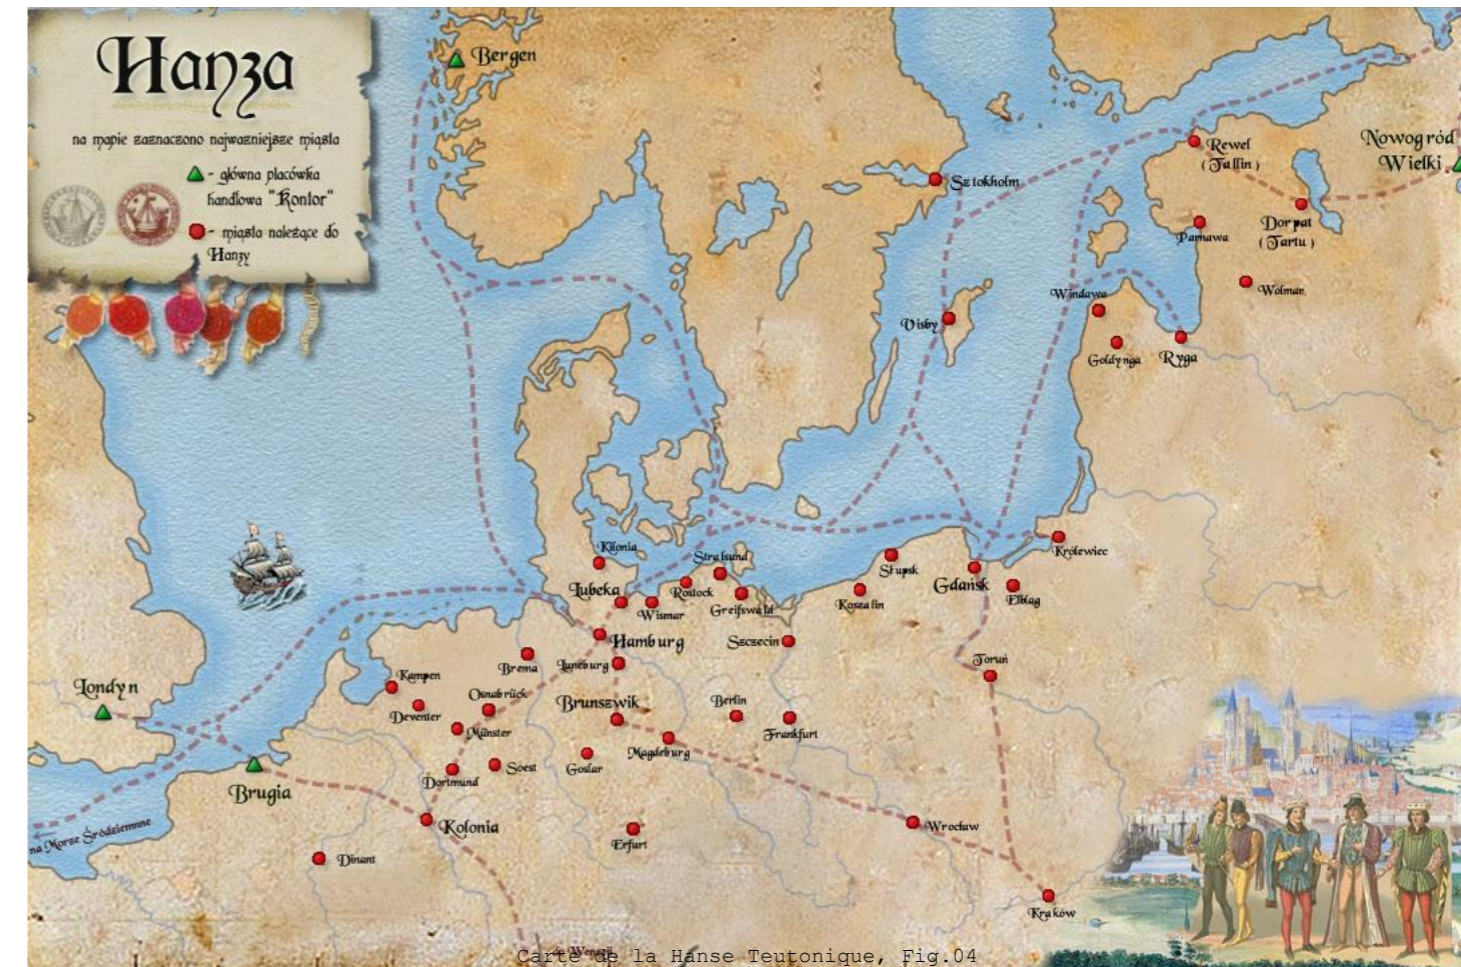 Hanza
na mapie zaznaczono najważniejsze miasta
- główna placówka
handlowa "Kontor"
- miasta należące do
Hanzy
Bergen
Nowogród
Wielki
Rewel
( Tallin )
Sztokholm
Dorpat
( Tartu )
Parnawa
Wolmar
Windawa
Visby
Goldynga
Ryga
Królewiec
Kilonia
Stralsund
Słupsk
Gdańsk
Elbląg
Lubeka
Rostock
Wismar
Greifswald
Koszalin
Hamburg
Szczecin
Brema
Luneburg
Toruń
Kampen
Londyn
Osnabrück
Brunszwik
Berlin
Deventer
Münster
Frankfurt
Magdeburg
Soest
Goslar
Dortmund
Brugia
Kolonia
Wrocław
na Morze Śródziemnne
Erfurt
Dinant
Kraków
Carte de la Hanse Teutonique, Fig.04